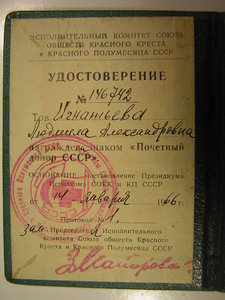 ИСПОЛНИТЕЛЬНЫЙ КОМИТЕТ СОЮЗА
ОБЩЕСТВ КРАСНОГО КРЕСТА
и КРАСНОГО ПОЛУМЕСЯЦА СССР
УДОСТОВЕРЕНИЕ
№ 146742
тов. Игнатьева
Людмила Александровна
награждена знаком «Почетный
донор СССР»
ОСНОВАНИЕ: Постановление Президиума
Исполкома СОКК и КП СССР
от „14“ января 1966 г.
Протокол № 1,
Зам. Председателя Исполнительного
Комитета Союза обществ Красного
Креста и Красного Полумесяца СССР